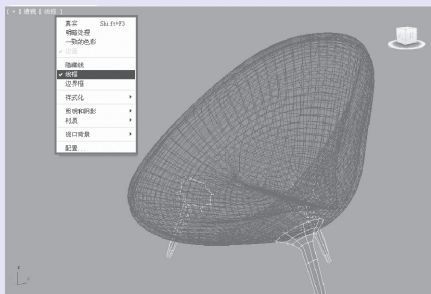 [ + ] 透视 [ 线框 ]
真实 Shift+F3
明暗处理
一致的色彩
边面
隐藏线
线框
边界框
样式化
照明和阴影
材质
视口背景
配置...